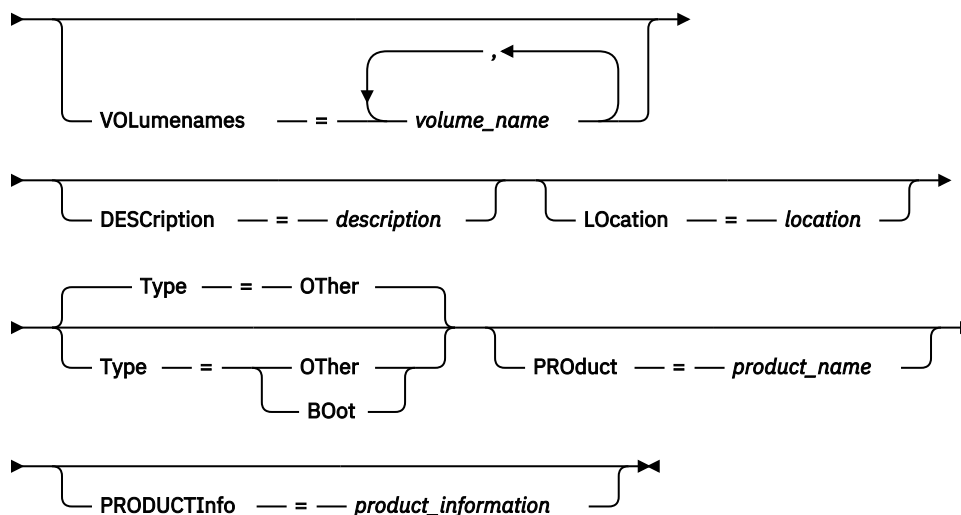 ,
VOLumenames = volume_name
DESCription = description LOcation = location
Type = OTher
Type = OTher PROduct = product_name
BOot
PRODUCTInfo = product_information